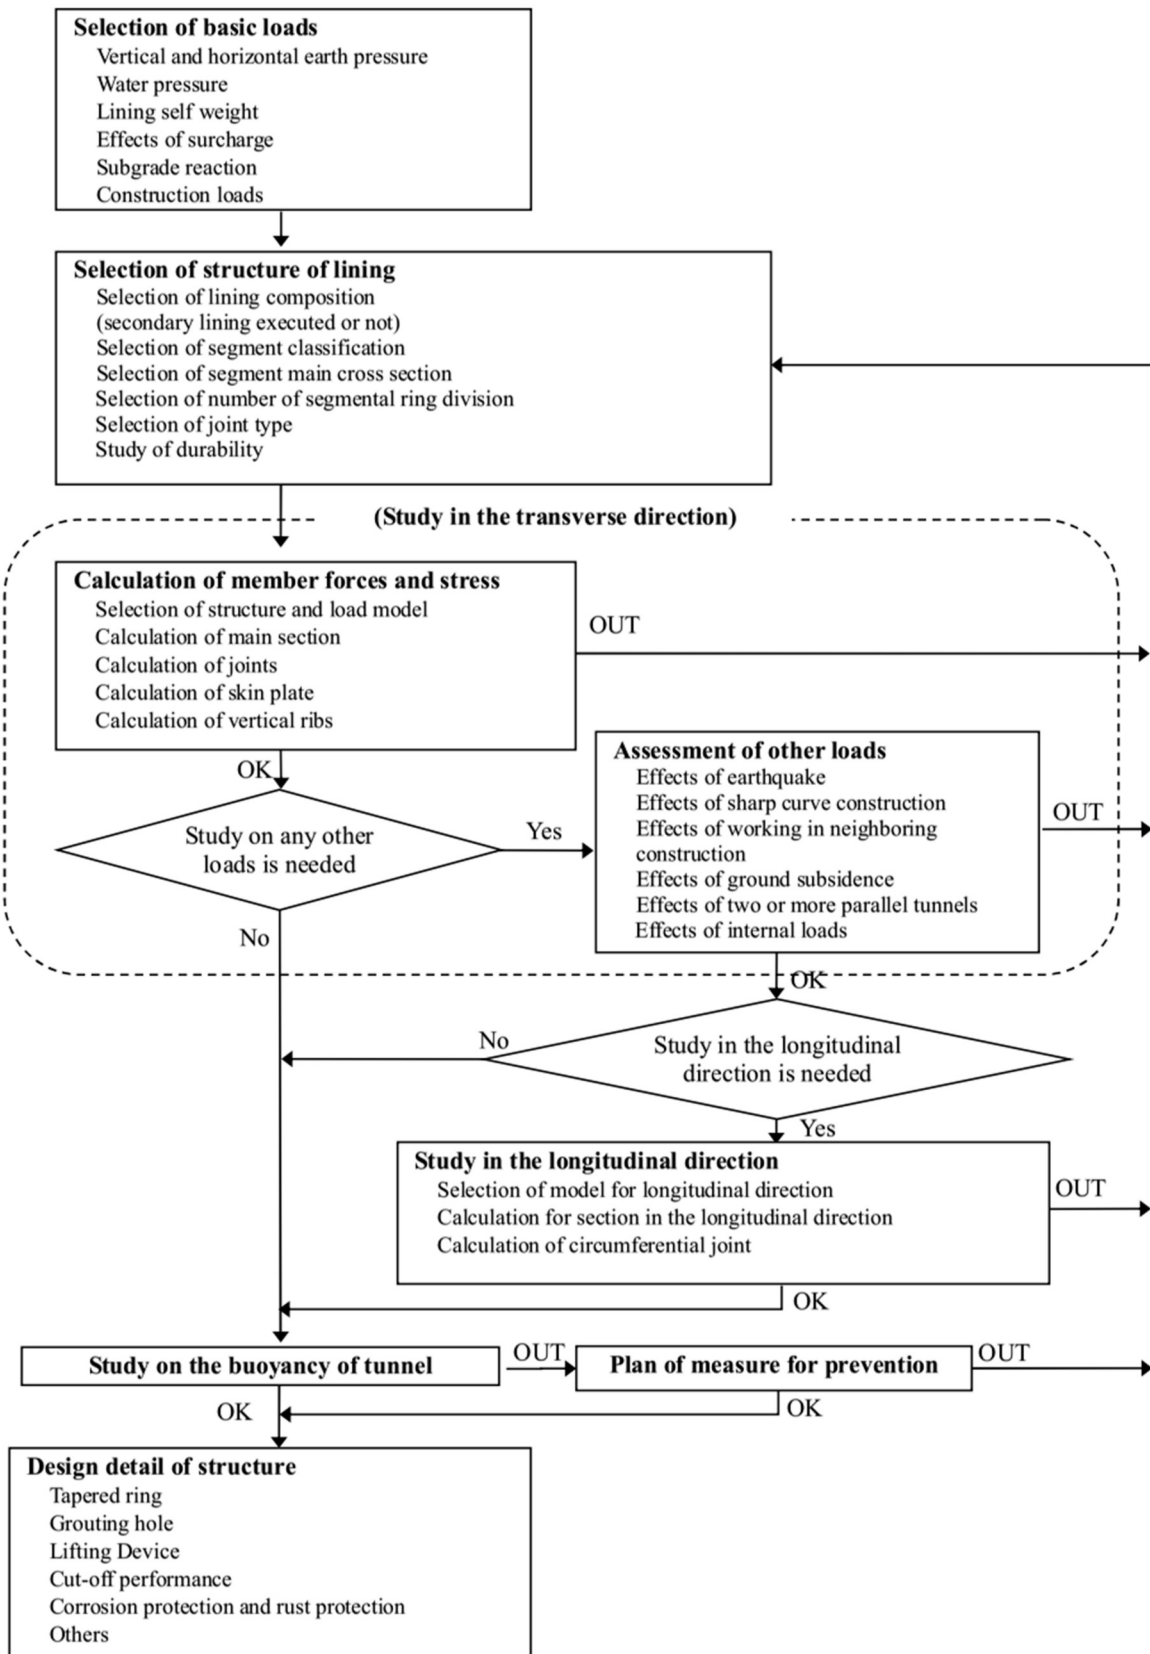 Selection of basic loads
Vertical and horizontal earth pressure
Water pressure
Lining self weight
Effects of surcharge
Subgrade reaction
Construction loads
Selection of structure of lining
Selection of lining composition
(secondary lining executed or not)
Selection of segment classification
Selection of segment main cross section
Selection of number of segmental ring division
Selection of joint type
Study of durability
(Study in the transverse direction)
Calculation of member forces and stress
Selection of structure and load model
Calculation of main section
Calculation of joints
Calculation of skin plate
Calculation of vertical ribs
OUT
OK
Study on any other
loads is needed
Yes
No
Assessment of other loads
Effects of earthquake
Effects of sharp curve construction
Effects of working in neighboring
construction
Effects of ground subsidence
Effects of two or more parallel tunnels
Effects of internal loads
OUT
OK
Study in the longitudinal
direction is needed
No
Yes
Study in the longitudinal direction
Selection of model for longitudinal direction
Calculation for section in the longitudinal direction
Calculation of circumferential joint
OUT
OK
Study on the buoyancy of tunnel
OUT
Plan of measure for prevention
OUT
OK
OK
Design detail of structure
Tapered ring
Grouting hole
Lifting Device
Cut-off performance
Corrosion protection and rust protection
Others